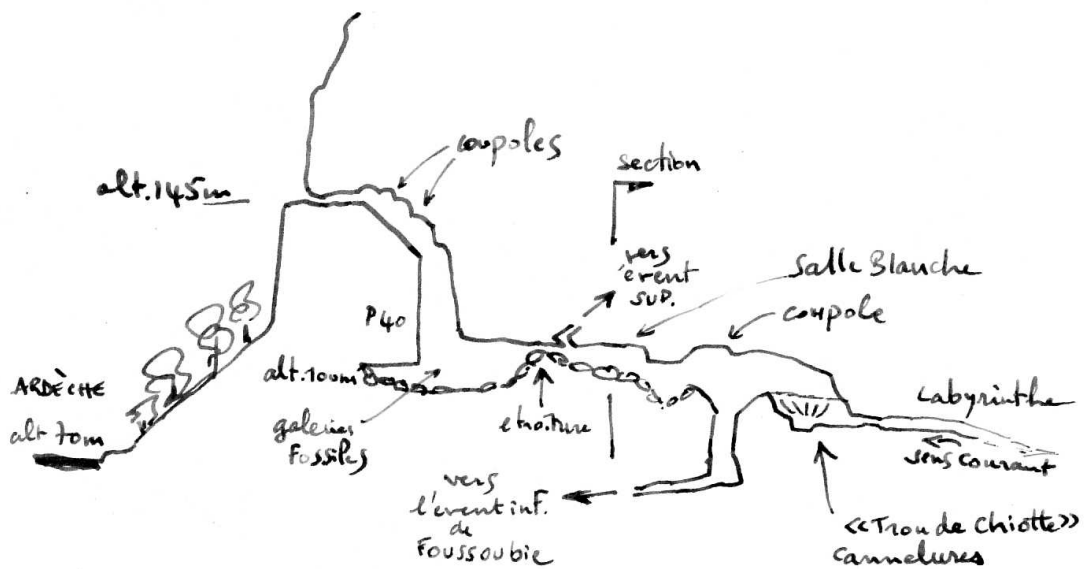 coupoles
section
alt.145m
vers
évent
SUP.
Salle Blanche
coupole
P40
ARDÈCHE
alt 70m
alt.100m
galeries
Fossiles
etroiture
Labyrinthe
sens courant
vers
l'évent inf.
de
Foussoubie
<<Trou de Chiotte>>
Cannelures